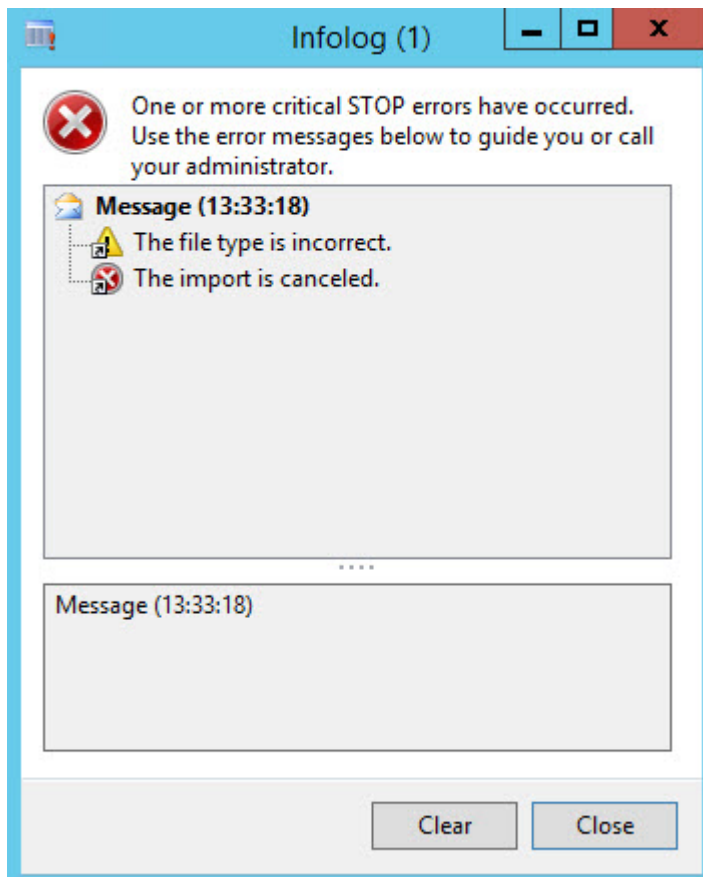 Infolog (1)
One or more critical STOP errors have occurred.
Use the error messages below to guide you or call
your administrator.
Message (13:33:18)
The file type is incorrect.
The import is canceled.
Message (13:33:18)
Clear
Close